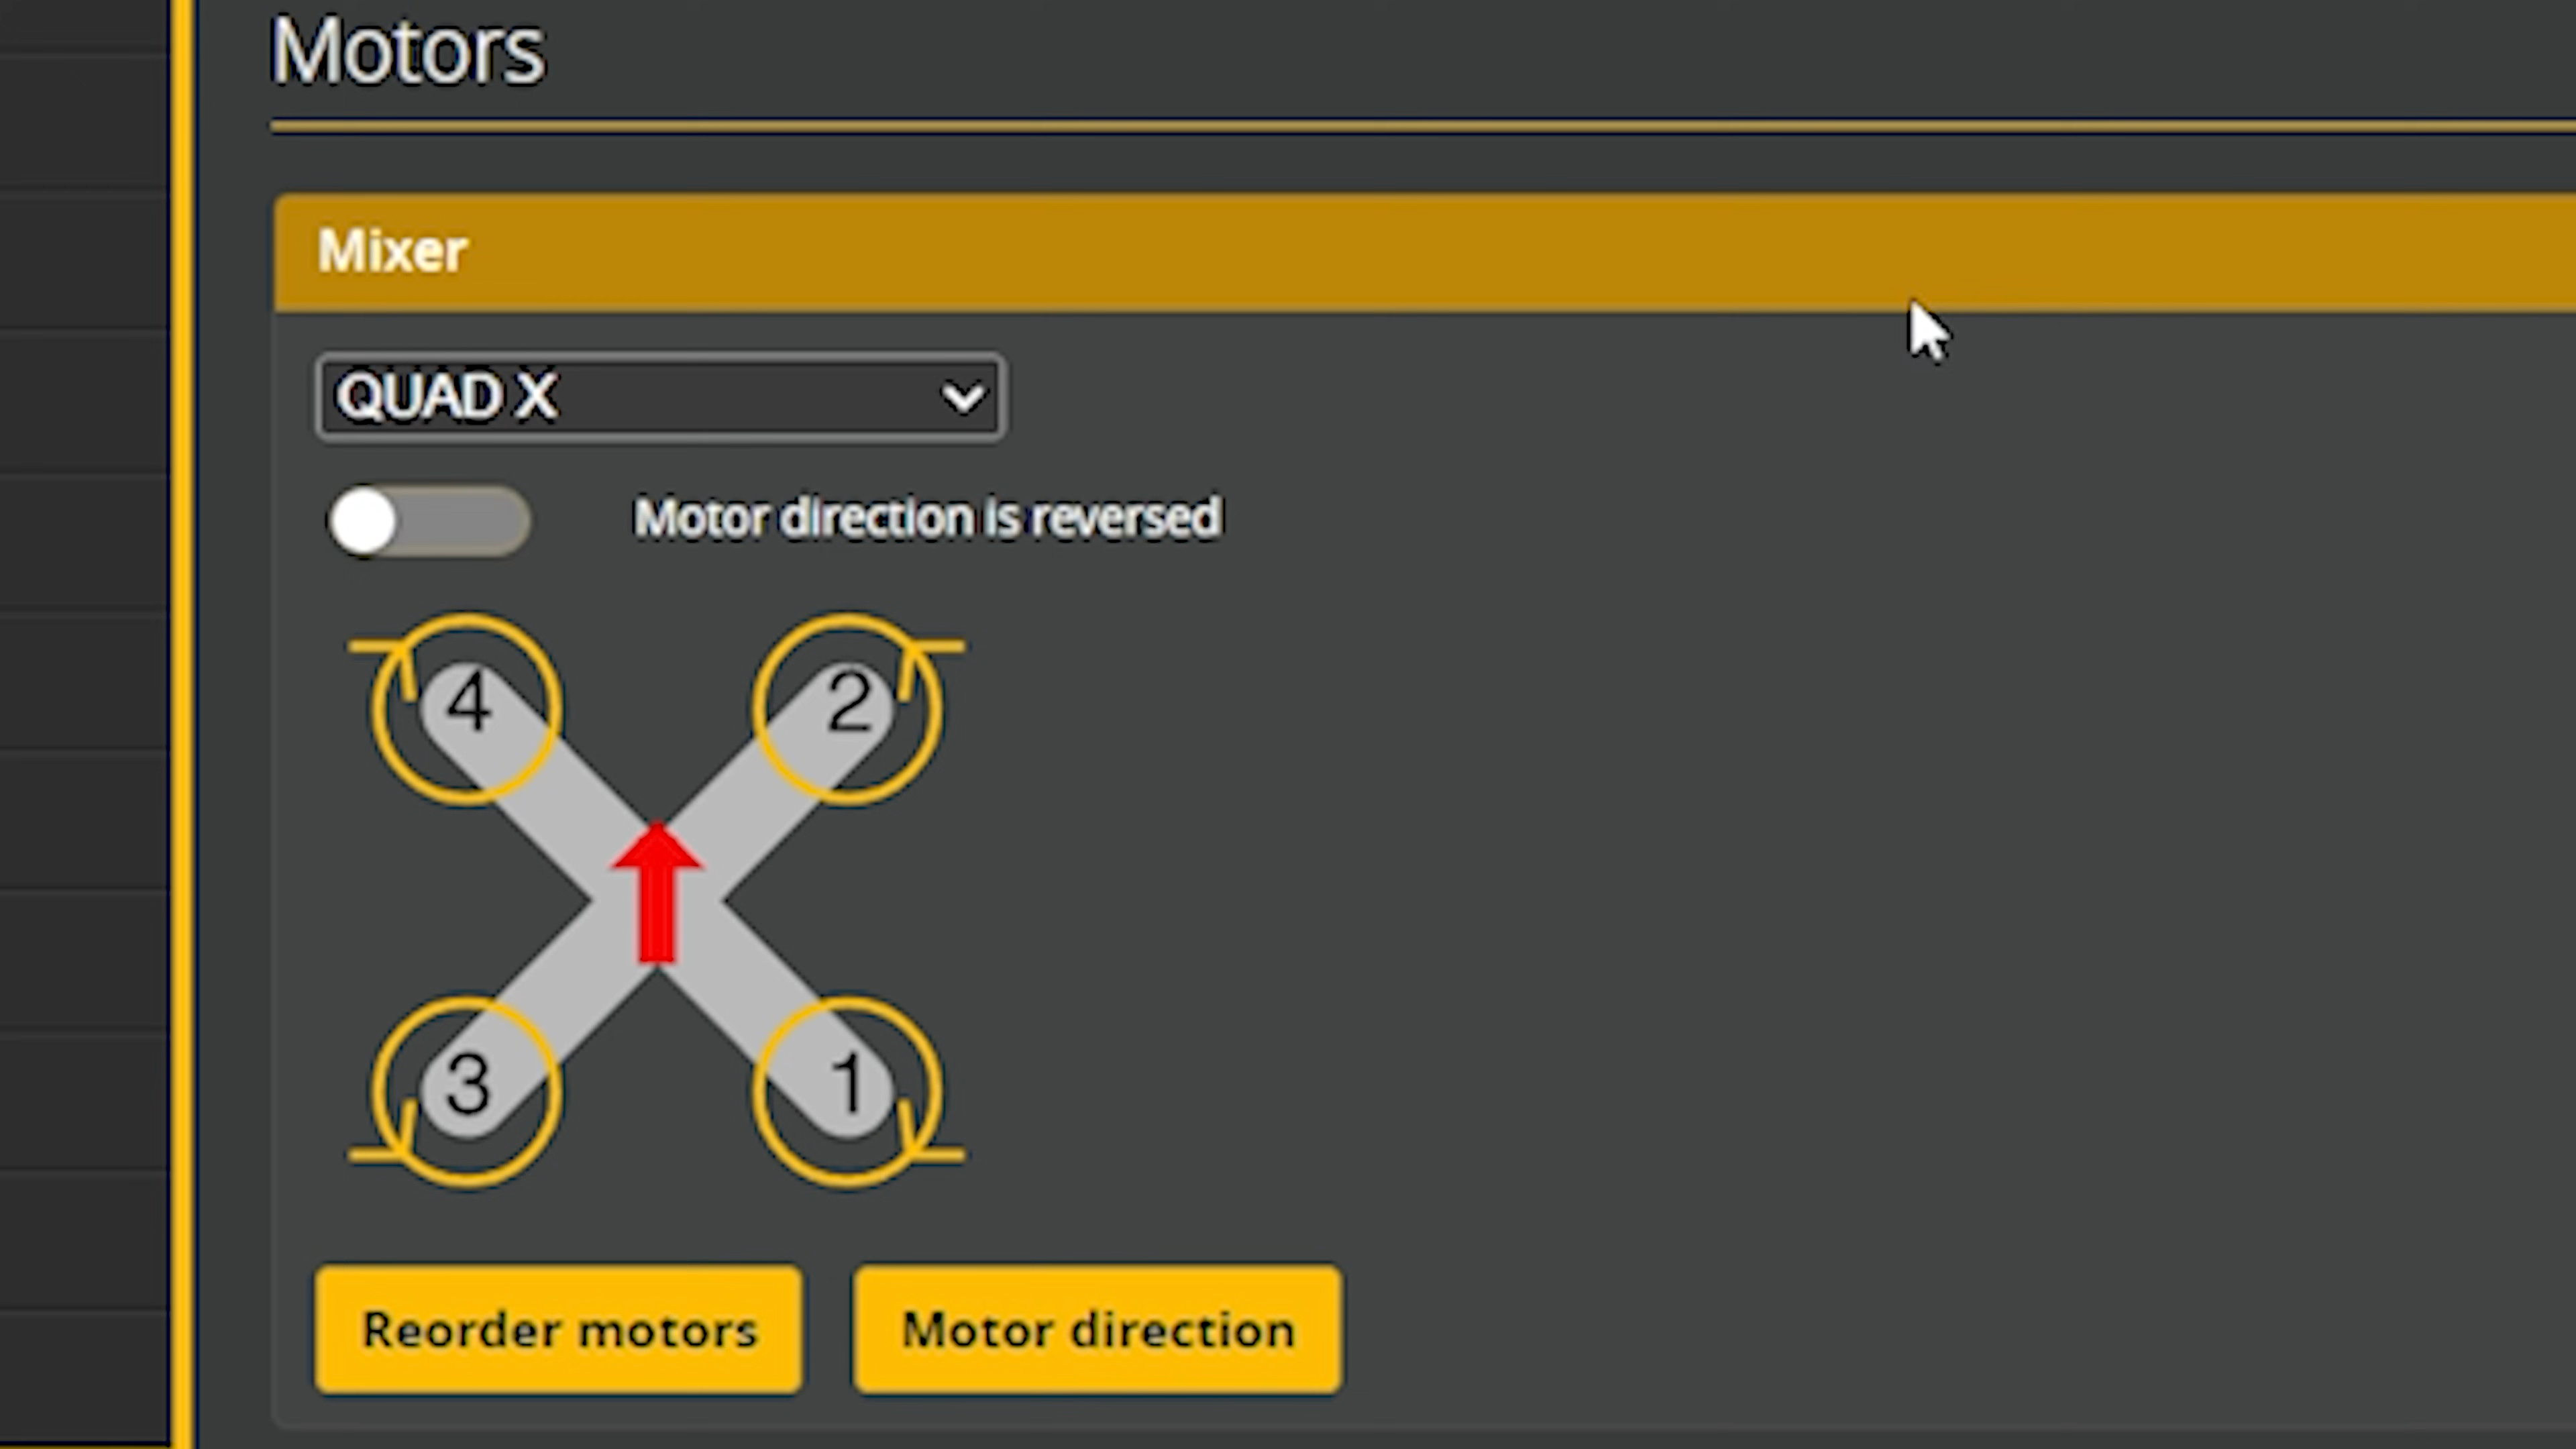 Motors
Mixer
QUAD X
Motor direction is reversed
4 2
3 1
Reorder motors Motor direction